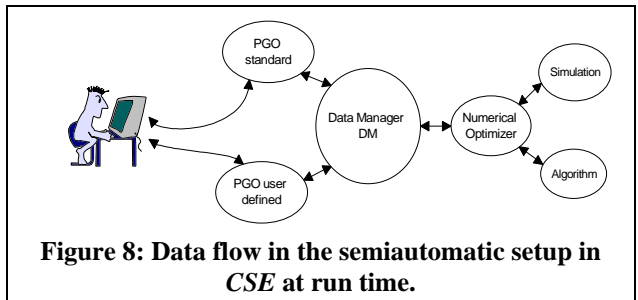 PGO
standard
Simulation
Data Manager
DM
Numerical
Optimizer
PGO user
defined
Algorithm
Figure 8: Data flow in the semiautomatic setup in
CSE at run time.